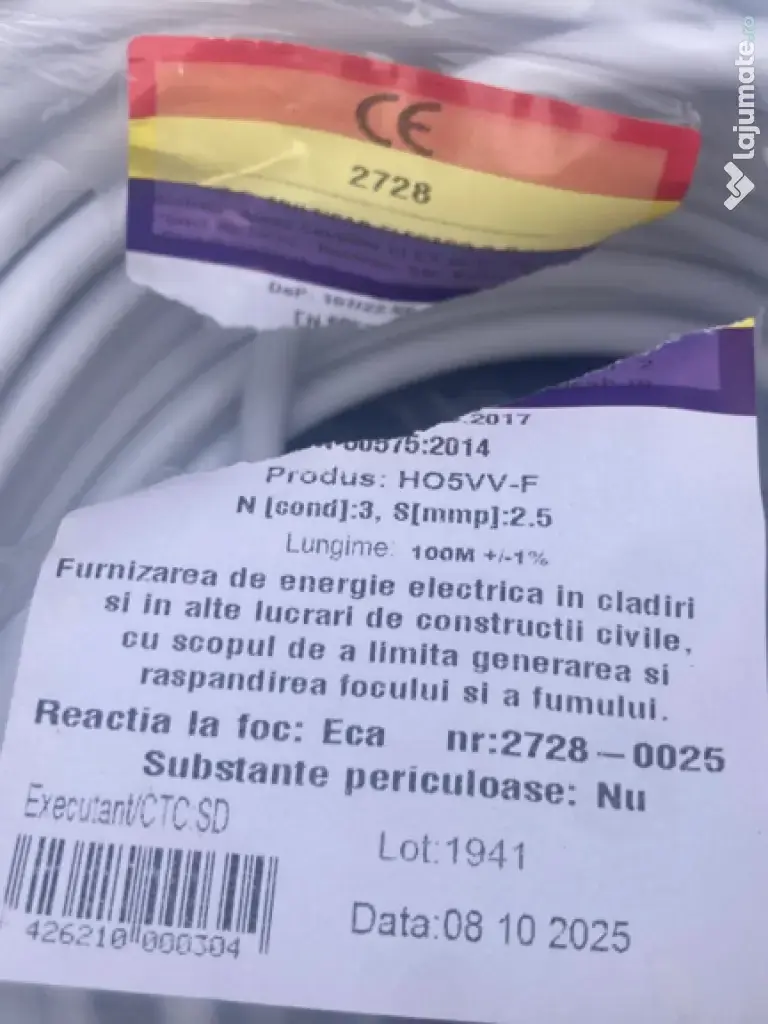 lajumate.ro
CE
2728
DoP:
EN
.2017
00575:2014
Produs: HO5VV-F
N [cond]:3, S[mmp]:2.5
Lungime: 100M +/-1%
Furnizarea de energie electrica in cladiri
si in alte lucrari de constructii civile,
cu scopul de a limita generarea si
raspandirea focului si a fumului.
Reactia la foc: Eca nr:2728-0025
Substante periculoase: Nu
Executant/CTC:SD
Lot:1941
Data:08 10 2025
426210 000304